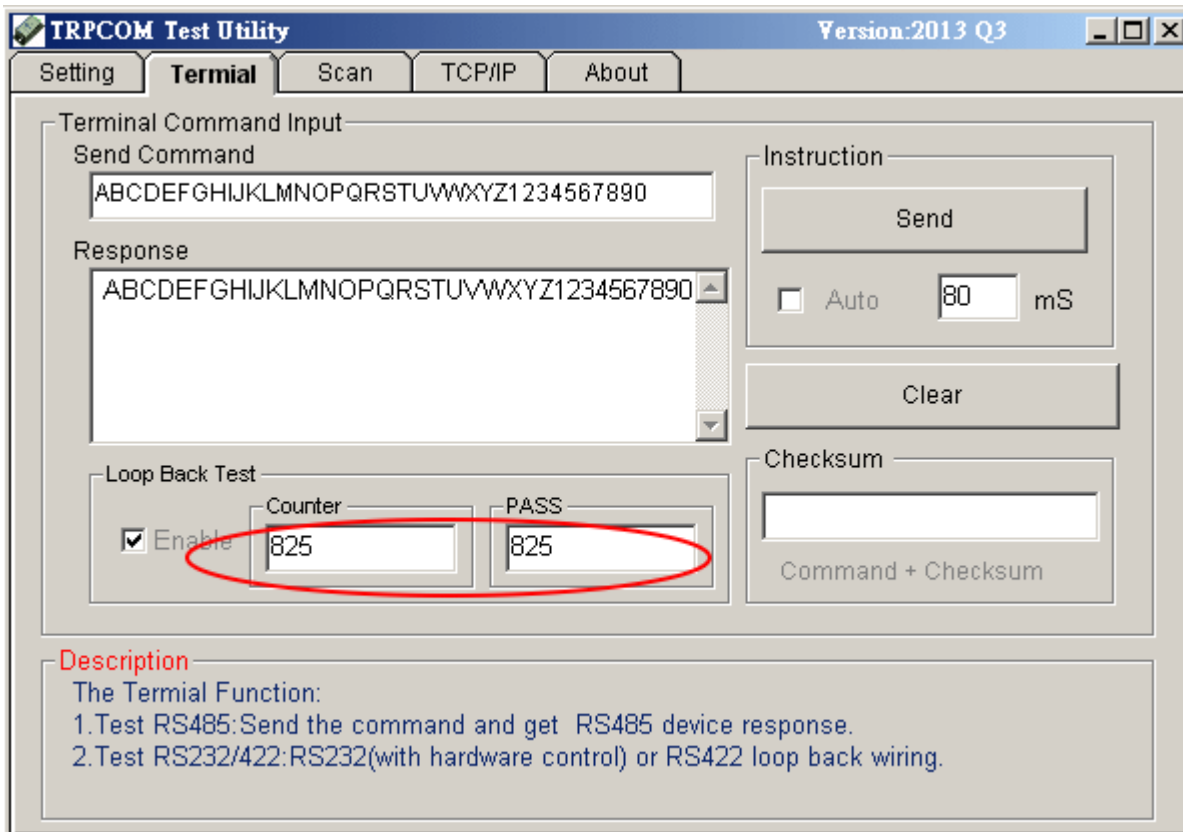 TRPCOM Test Utility Version:2013 Q3
Setting Termial Scan TCP/IP About
Terminal Command Input
Send Command
ABCDEFGHIJKLMNOPQRSTUVWXYZ1234567890
Response
ABCDEFGHIJKLMNOPQRSTUVWXYZ1234567890
Instruction
Send
Auto 80 mS
Clear
Loop Back Test
Enable
Counter
825
PASS
825
Checksum
Command + Checksum
Description
The Termial Function:
1.Test RS485:Send the command and get  RS485 device response.
2.Test RS232/422:RS232(with hardware control) or RS422 loop back wiring.